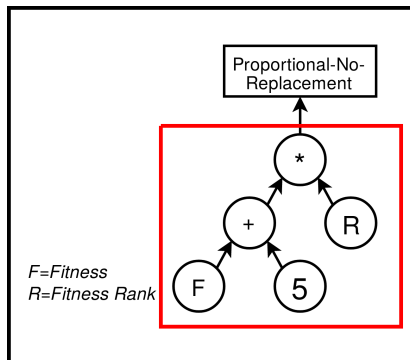 Proportional-No-
Replacement
*
+
R
F
5
F=Fitness
R=Fitness Rank